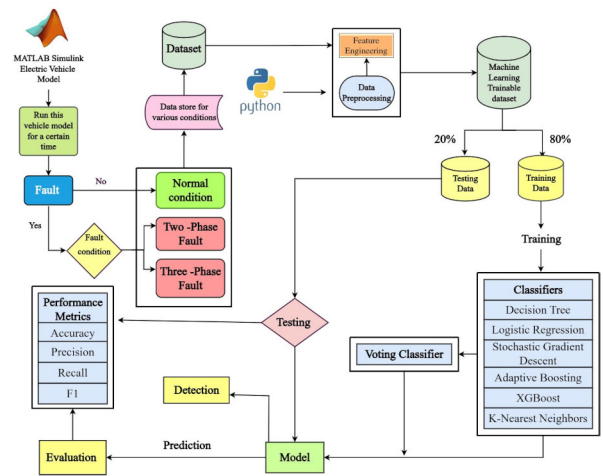 MATLAB Simulink
Electric Vehicle
Model
Run this
vehicle model
for a certain
time
Fault
No
Yes
Fault
condition
Normal
condition
Two -Phase
Fault
Three -Phase
Fault
Data store for
various conditions
Dataset
python
Feature
Engineering
Data
Preprocessing
Machine
Learning
Trainable
dataset
20%
80%
Testing
Data
Training
Data
Training
Classifiers
Decision Tree
Logistic Regression
Stochastic Gradient
Descent
Adaptive Boosting
XGBoost
K-Nearest Neighbors
Voting Classifier
Testing
Performance
Metrics
Accuracy
Precision
Recall
F1
Detection
Evaluation
Prediction
Model